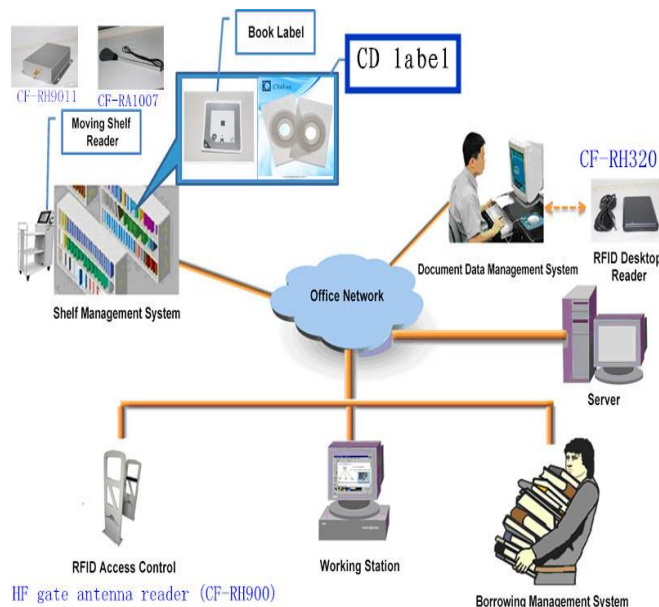 Book Label
CD label
CF-RH9011
CF-RA1007
Moving Shelf
Reader
CF-RH320
Document Data Management System
RFID Desktop
Reader
Shelf Management System
Office Network
Server
RFID Access Control
Working Station
HF gate antenna reader (CF-RH900)
Borrowing Management System